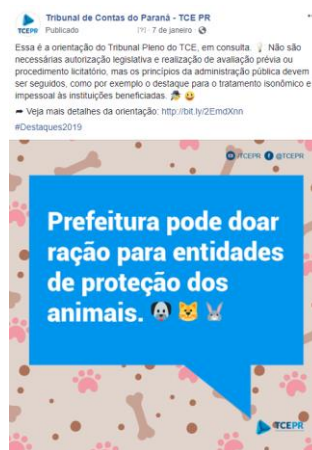 Tribunal de Contas do Paraná - TCE PR
Publicado [?] · 7 de janeiro ·
Essa é a orientação do Tribunal Pleno do TCE, em consulta. 💡 Não são
necessárias autorização legislativa e realização de avaliação prévia ou
procedimento licitatório, mas os princípios da administração pública devem
ser seguidos, como por exemplo o destaque para o tratamento isonômico e
impessoal às instituições beneficiadas.
➡ Veja mais detalhes da orientação: http://bit.ly/2EmdXnn
#Destaques2019
@TCEPR
Prefeitura pode doar
ração para entidades
de proteção dos
animais. 🐶 🐱 🐰
TCEPR
TCEPR